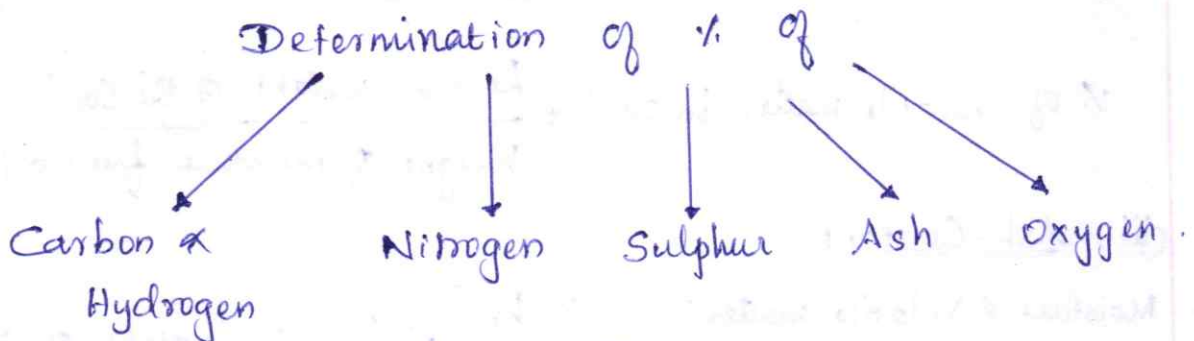 Determination of % of
Carbon & Nitrogen Sulphur Ash Oxygen.
Hydrogen